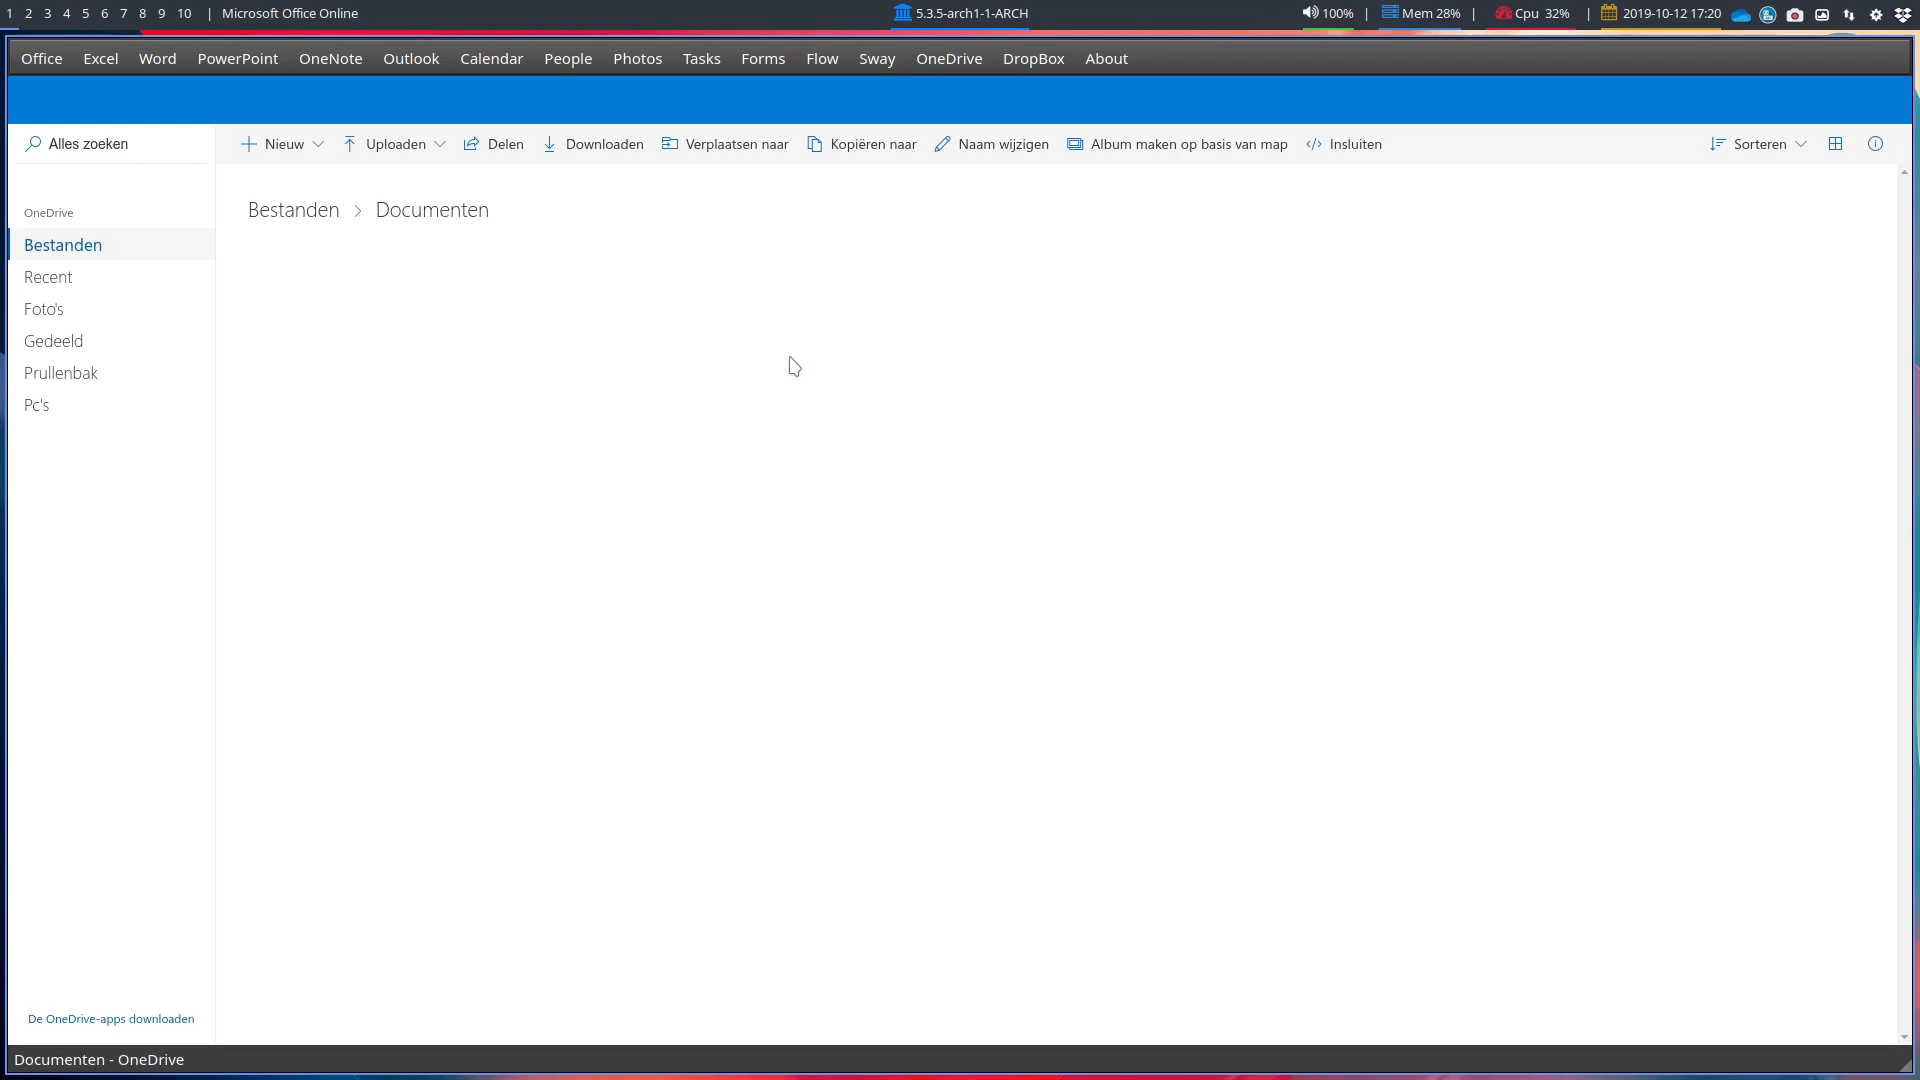 1 2 3 4 5 6 7 8 9 10 | Microsoft Office Online 5.3.5-arch1-1-ARCH 100% | Mem 28% | Cpu 32% | 2019-10-12 17:20
Office Excel Word PowerPoint OneNote Outlook Calendar People Photos Tasks Forms Flow Sway OneDrive DropBox About
Alles zoeken Nieuw Uploaden Delen Downloaden Verplaatsen naar Kopiëren naar Naam wijzigen Album maken op basis van map Insluiten Sorteren
Bestanden > Documenten
OneDrive
Bestanden
Recent
Foto's
Gedeeld
Prullenbak
Pc's
De OneDrive-apps downloaden
Documenten - OneDrive